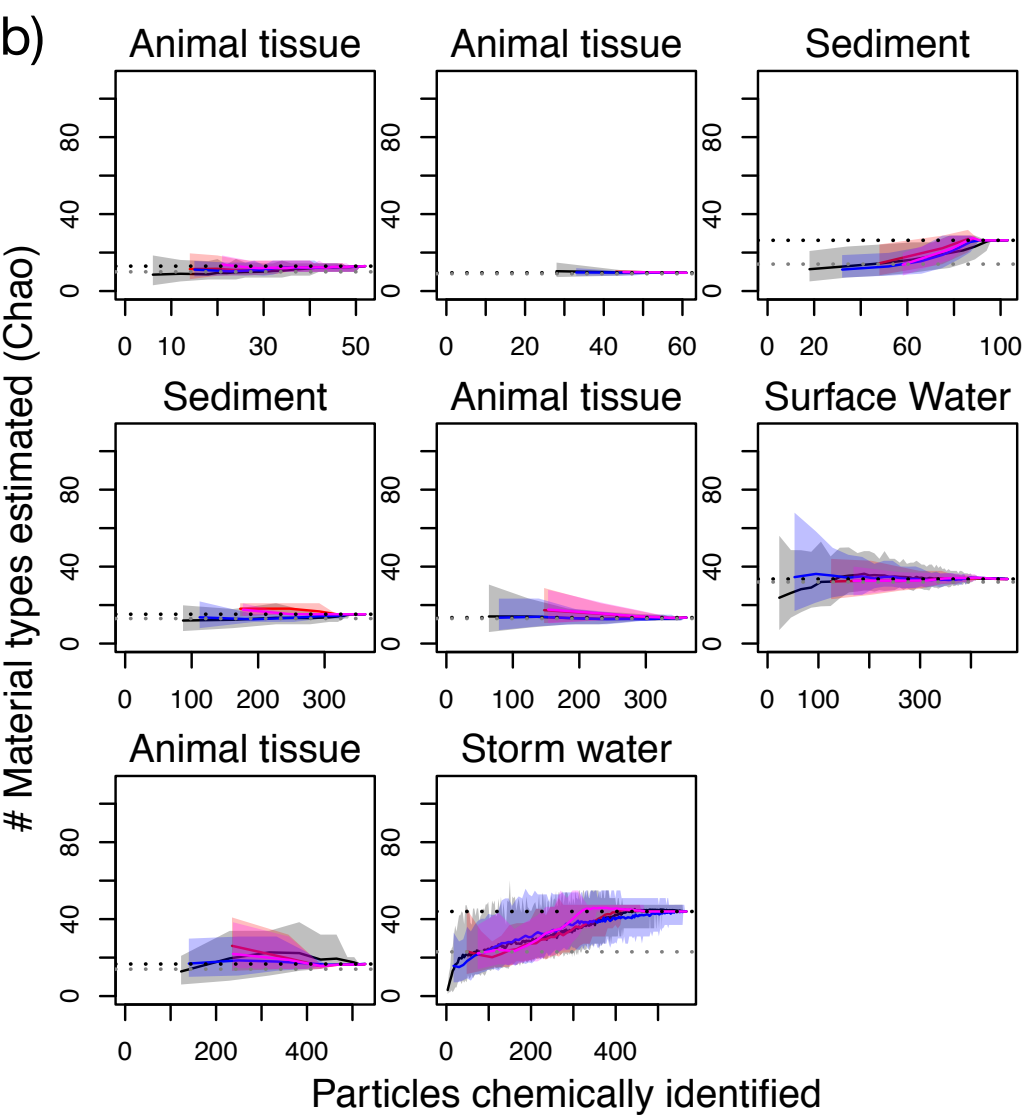 b)
# Material types estimated (Chao)
Animal tissue
Animal tissue
Sediment
80
40
0
80
40
0
80
40
0
0 10 30 50
0 20 40 60
0 20 60 100
Sediment
Animal tissue
Surface Water
80
40
0
80
40
0
80
40
0
0 100 200 300
0 100 200 300
0 100 300
Animal tissue
Storm water
80
40
0
80
40
0
0 200 400
0 200 400
Particles chemically identified